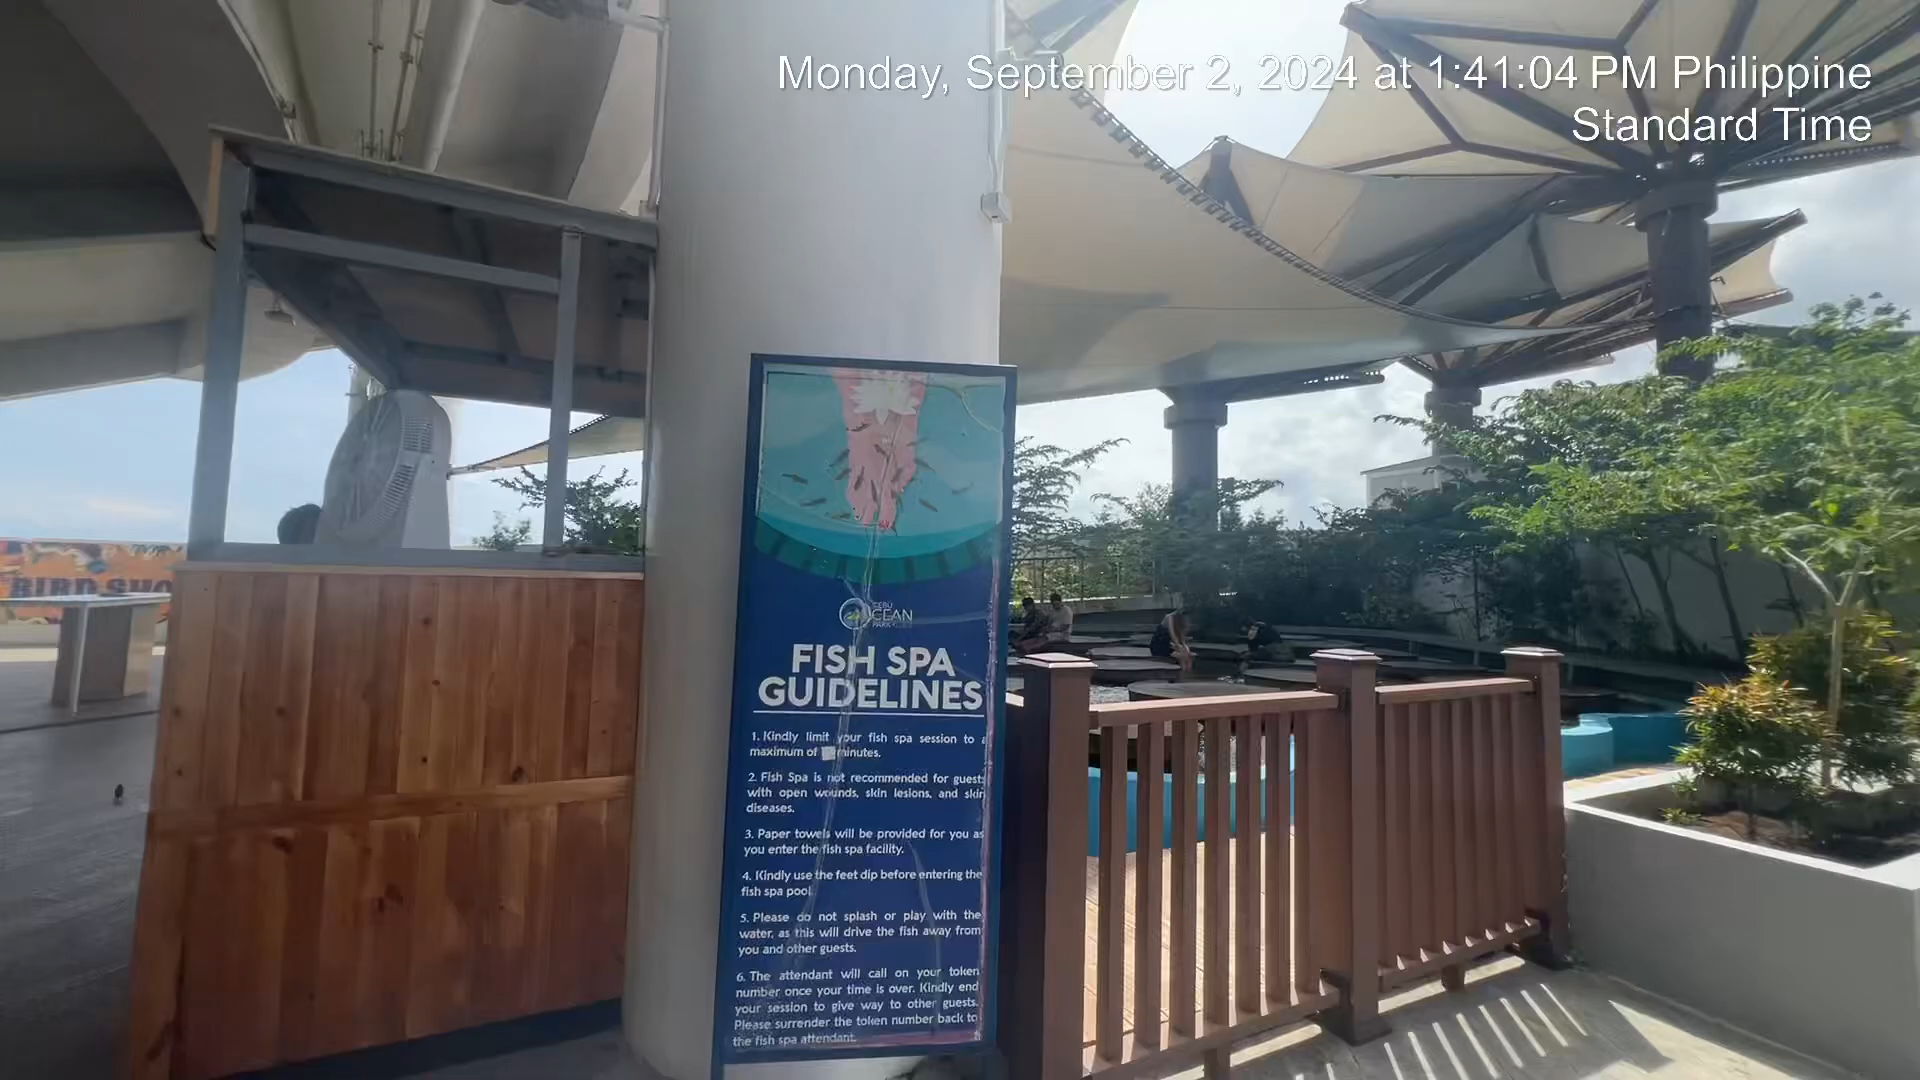 Monday, September 2, 2024 at 1:41:04 PM Philippine
Standard Time
BIRD SHO
CEBU
OCEAN
PARK
FISH SPA
GUIDELINES
1. Kindly limit your fish spa session to a
maximum of minutes.
2. Fish Spa is not recommended for guests
with open wounds, skin lesions, and skin
diseases.
3. Paper towels will be provided for you as
you enter the fish spa facility.
4. Kindly use the feet dip before entering the
fish spa pool.
5. Please do not splash or play with the
water, as this will drive the fish away from
you and other guests.
6. The attendant will call on your token
number once your time is over. Kindly end
your session to give way to other guests.
Please surrender the token number back to
the fish spa attendant.